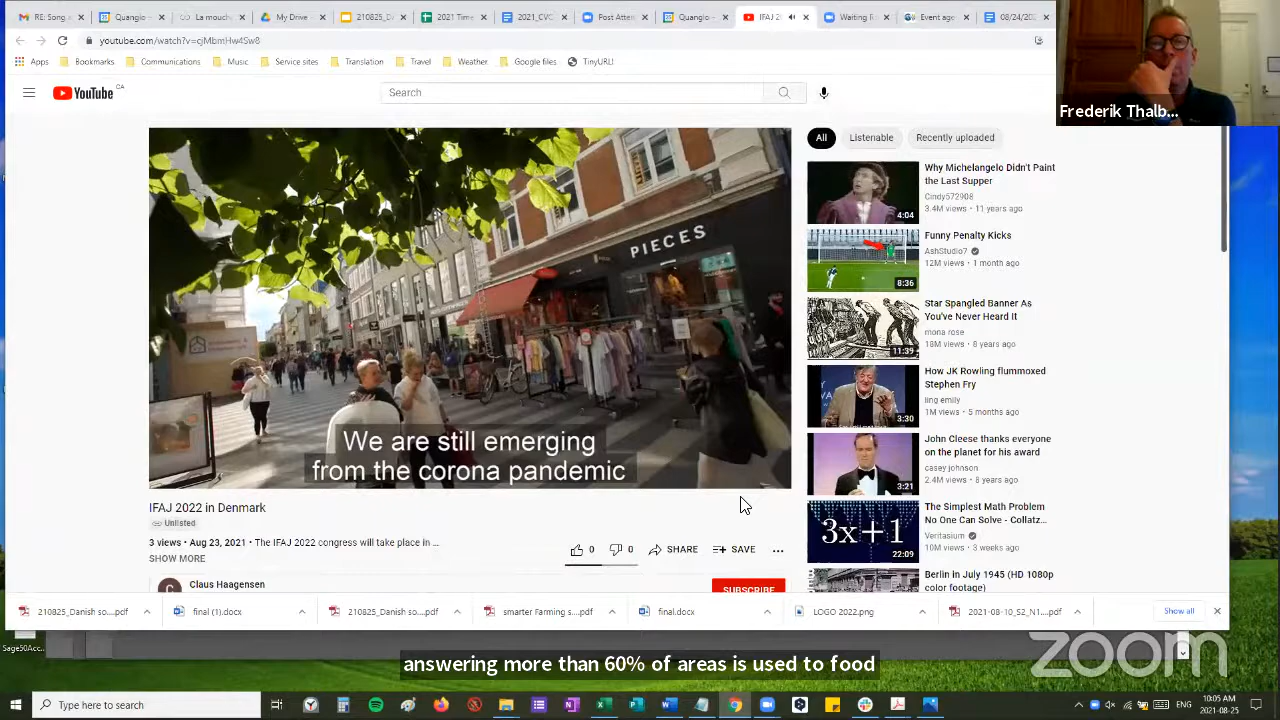 ME: Song
Quanglo
La mouch
My Drive
210825_D
2021 Time
2021_CVC
Post Atten
Quanglo
IFAJ 2
Waiting li
Event age
08/24/202
youtube.com/watch?v=cjMbmHw4Sw8
Apps
Bookmarks
Communications
Music
Service sites
Translation
Travel
Weather
Google files
TinyURL!
YouTube CA
Search
Frederik Thalb...
All
Listenable
Recently uploaded
PIECES
We are still emerging
from the corona pandemic
Why Michelangelo Didn't Paint
the Last Supper
Cindy572908
3.4M views • 11 years ago
4:04
Funny Penalty Kicks
AshStudio7
12M views • 1 month ago
8:36
Star Spangled Banner As
You've Never Heard It
mona rose
18M views • 8 years ago
11:39
How JK Rowling flummoxed
Stephen Fry
ling emily
1M views • 5 months ago
3:30
John Cleese thanks everyone
on the planet for his award
casey johnson
2.4M views • 8 years ago
3:21
The Simplest Math Problem
No One Can Solve - Collatz...
Veritasium
10M views • 3 weeks ago
3x+1
22:09
Berlin in July 1945 (HD 1080p
color footage)
IFAJ 2022 in Denmark
Unlisted
3 views • Aug 23, 2021 • The IFAJ 2022 congress will take place in ...
SHOW MORE
0
0
SHARE
SAVE
C
Claus Haagensen
SUBSCRIBE
210825_Danish so....pdf
final (1).docx
210825_Danish so....pdf
smarter Farming s....pdf
final.docx
LOGO 2022.png
2021-08-10_S2_N1....pdf
Show all
Sage50Acc
answering more than 60% of areas is used to food
zoom
Type here to search
ENG
10:05 AM
2021-08-25